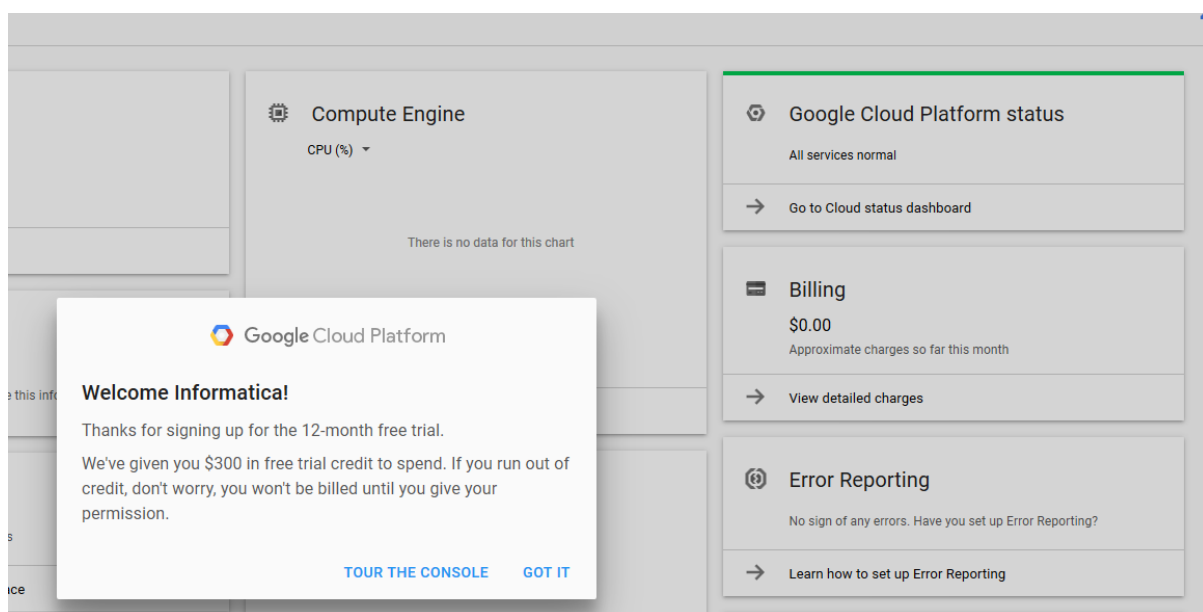 Compute Engine
CPU (%)
There is no data for this chart
Google Cloud Platform status
All services normal
Go to Cloud status dashboard
Billing
$0.00
Approximate charges so far this month
View detailed charges
Error Reporting
No sign of any errors. Have you set up Error Reporting?
Learn how to set up Error Reporting
this info
Google Cloud Platform
Welcome Informatica!
Thanks for signing up for the 12-month free trial.
We've given you $300 in free trial credit to spend. If you run out of
credit, don't worry, you won't be billed until you give your
permission.
TOUR THE CONSOLE GOT IT